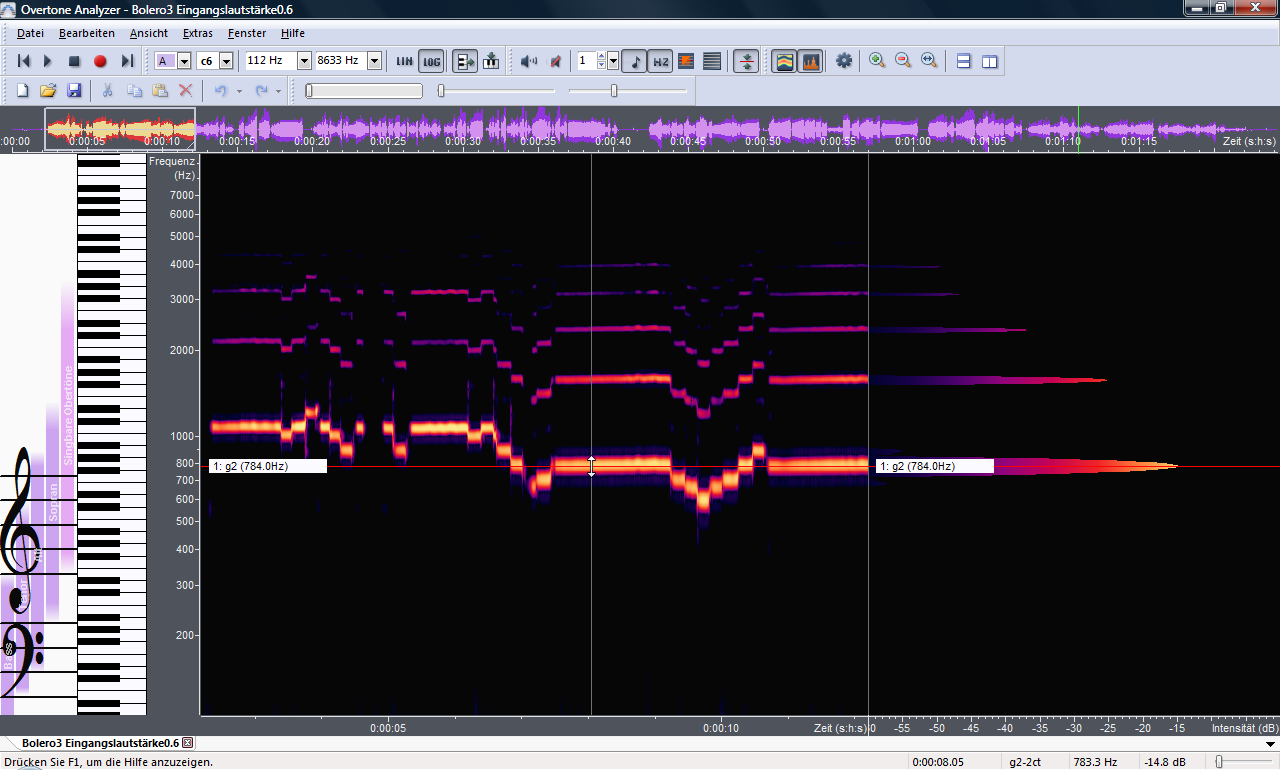 Overtone Analyzer - Bolero3 Eingangslautstärke0.6
Datei Bearbeiten Ansicht Extras Fenster Hilfe
A c6 112 Hz 8633 Hz LIN LOG 1 HZ
:00:00 0:00:05 0:00:10 0:00:15 0:00:20 0:00:25 0:00:30 0:00:35 0:00:40 0:00:45 0:00:50 0:00:55 0:01:00 0:01:05 0:01:10 0:01:15 Zeit (s:h:s)
Frequenz
(Hz)
7000
6000
5000
4000
3000
2000
1000
800
700
600
500
400
300
200
Singbare Obertöne
Sopran
Alt
Tenor
Bass
1: g2 (784.0Hz) 1: g2 (784.0Hz)
0:00:05 0:00:10 Zeit (s:h:s) 0 -55 -50 -45 -40 -35 -30 -25 -20 -15 Intensität (dB)
Bolero3 Eingangslautstärke0.6
Drücken Sie F1, um die Hilfe anzuzeigen. 0:00:08.05 g2-2ct 783.3 Hz -14.8 dB